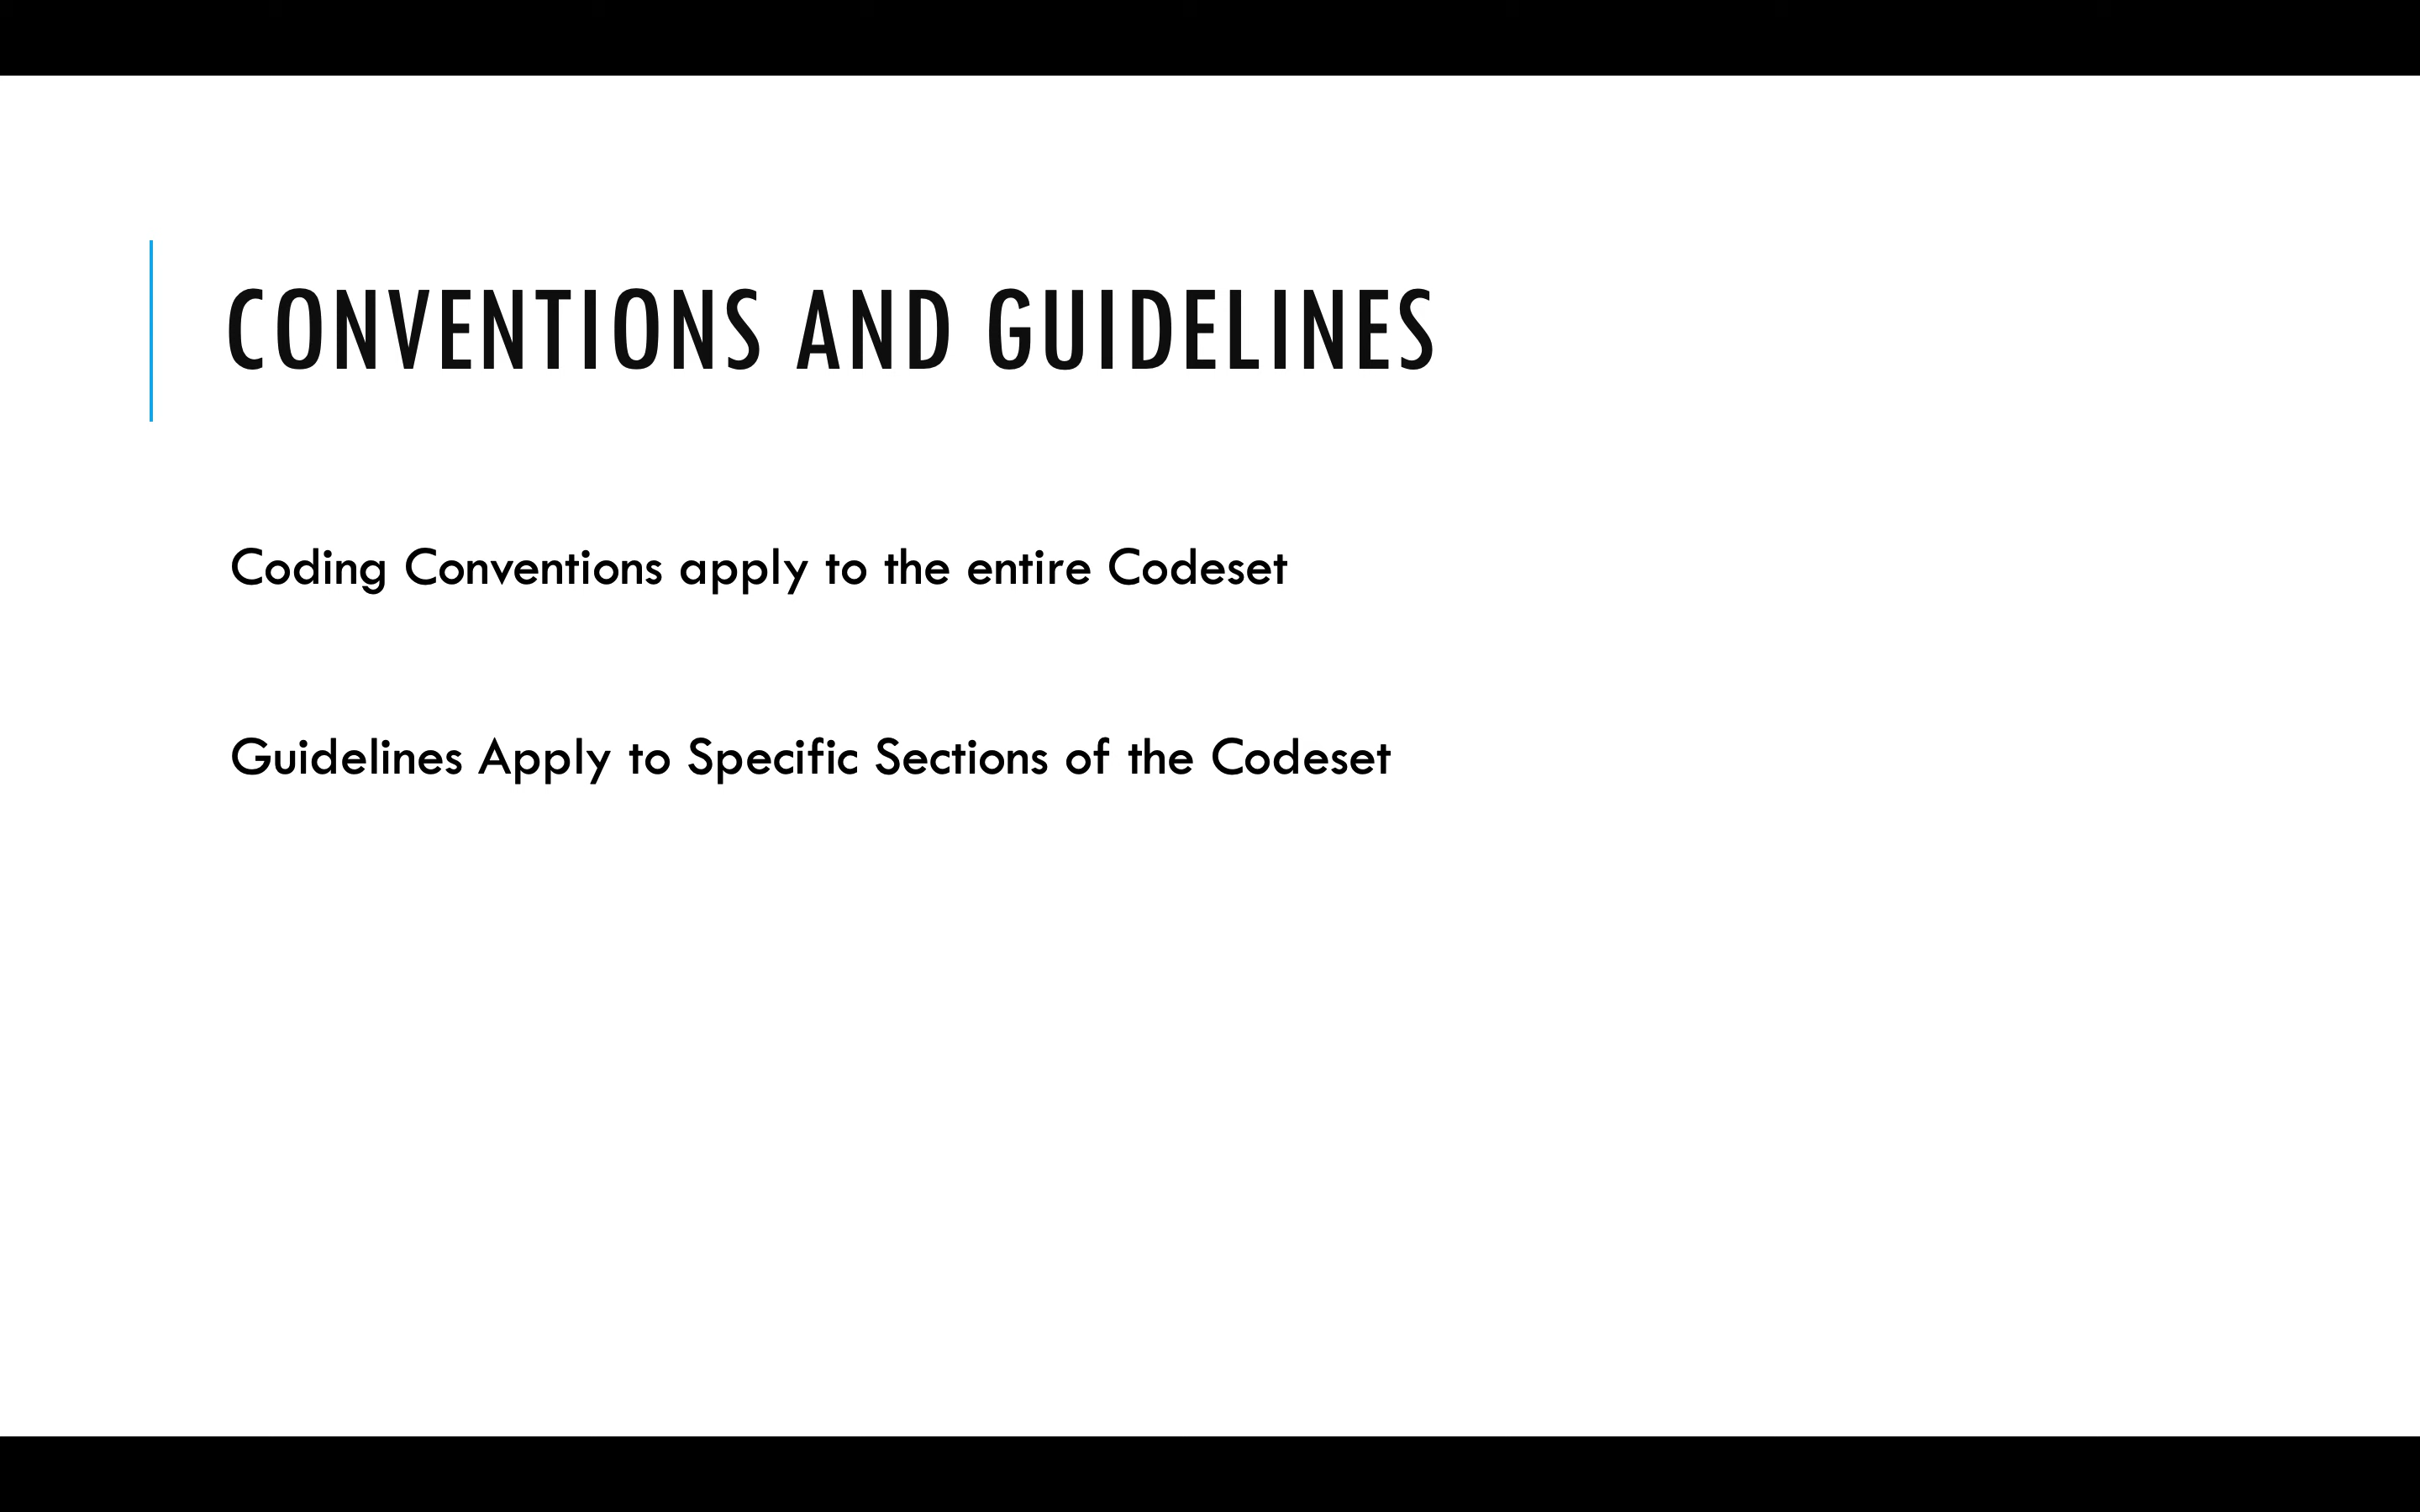 CONVENTIONS AND GUIDELINES
Coding Conventions apply to the entire Codeset
Guidelines Apply to Specific Sections of the Codeset